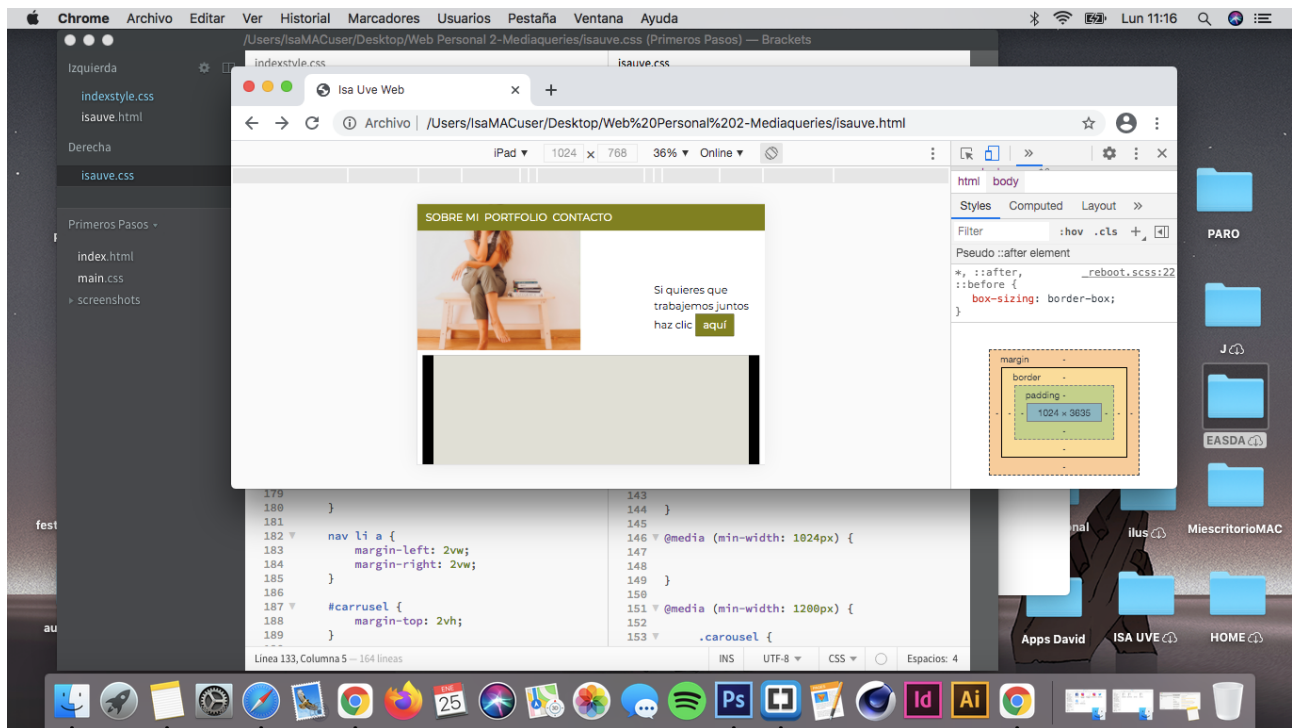 Chrome Archivo Editar Ver Historial Marcadores Usuarios Pestaña Ventana Ayuda Lun 11:16
/Users/IsaMACuser/Desktop/Web Personal 2-Mediaqueries/isauve.css (Primeros Pasos) — Brackets
Izquierda
indexstyle.css
isauve.html
Derecha
isauve.css
Primeros Pasos
index.html
main.css
screenshots
indexstyle.css
isauve.css
Isa Uve Web
Archivo /Users/IsaMACuser/Desktop/Web%20Personal%202-Mediaqueries/isauve.html
iPad ▾ 1024 x 768 36% ▾ Online ▾
SOBRE MI PORTFOLIO CONTACTO
Si quieres que
trabajemos juntos
haz clic aquí
html body
Styles Computed Layout »
Filter :hov .cls +
Pseudo ::after element
*, ::after, _reboot.scss:22
::before {
box-sizing: border-box;
}
margin -
border -
padding -
1024 × 3635
179
180 }
181
182 nav li a {
183 margin-left: 2vw;
184 margin-right: 2vw;
185 }
186
187 #carrusel {
188 margin-top: 2vh;
189 }
143
144 }
145
146 @media (min-width: 1024px) {
147
148
149 }
150
151 @media (min-width: 1200px) {
152
153 .carousel {
Línea 133, Columna 5 — 164 líneas INS UTF-8 CSS Espacios: 4
PARO
J
EASDA
MiescritorioMAC
ilus
Apps David
ISA UVE
HOME
fest
au
ENE
25
Ps
Id
Ai